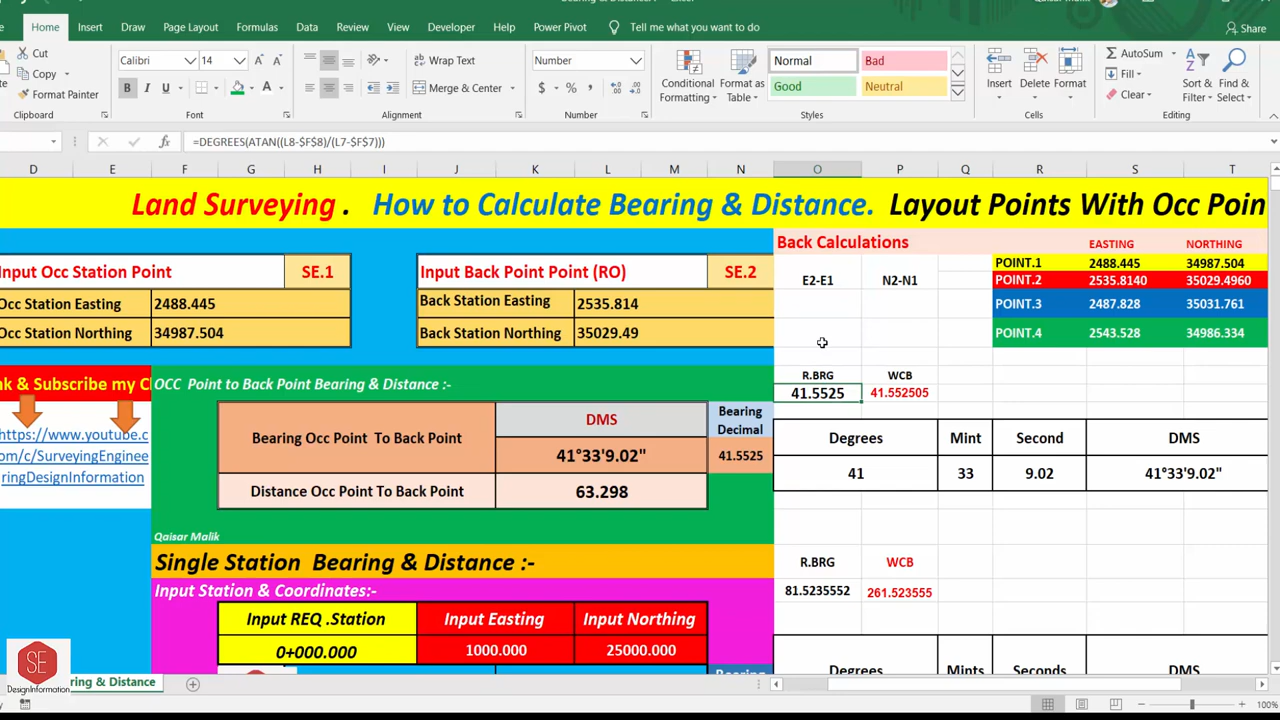 Home Insert Draw Page Layout Formulas Data Review View Developer Power Pivot Tell me what you want to do Share
Cut
Copy
Format Painter
Clipboard
Calibri 14
B I U
Font
Wrap Text
Merge & Center
Alignment
Number
$ % ,
Number
Conditional Formatting
Format as Table
Normal Bad
Good Neutral
Styles
Insert Delete Format
Cells
AutoSum
Fill
Clear
Sort & Filter
Find & Select
Editing
fx =DEGREES(ATAN((L8-$F$8)/(L7-$F$7)))
D E F G H I J K L M N O P Q R S T
Land Surveying . How to Calculate Bearing & Distance. Layout Points With Occ Poin
Back Calculations EASTING NORTHING
Input Occ Station Point SE.1
Input Back Point Point (RO) SE.2
E2-E1 N2-N1
POINT.1 2488.445 34987.504
POINT.2 2535.8140 35029.4960
Occ Station Easting 2488.445
Back Station Easting 2535.814
POINT.3 2487.828 35031.761
Occ Station Northing 34987.504
Back Station Northing 35029.49
POINT.4 2543.528 34986.334
R.BRG WCB
41.5525 41.552505
nk & Subscribe my C
OCC Point to Back Point Bearing & Distance :-
https://www.youtube.c
om/c/SurveyingEnginee
ringDesignInformation
Bearing Occ Point To Back Point
DMS
Bearing Decimal
41°33'9.02"
41.5525
Distance Occ Point To Back Point 63.298
Degrees Mint Second DMS
41 33 9.02 41°33'9.02"
Qaisar Malik
Single Station Bearing & Distance :-
Input Station & Coordinates:-
R.BRG WCB
81.5235552 261.523555
Input REQ .Station Input Easting Input Northing
0+000.000 1000.000 25000.000
Degrees Mints Seconds DMS
SE
DesignInformation
ring & Distance
100%